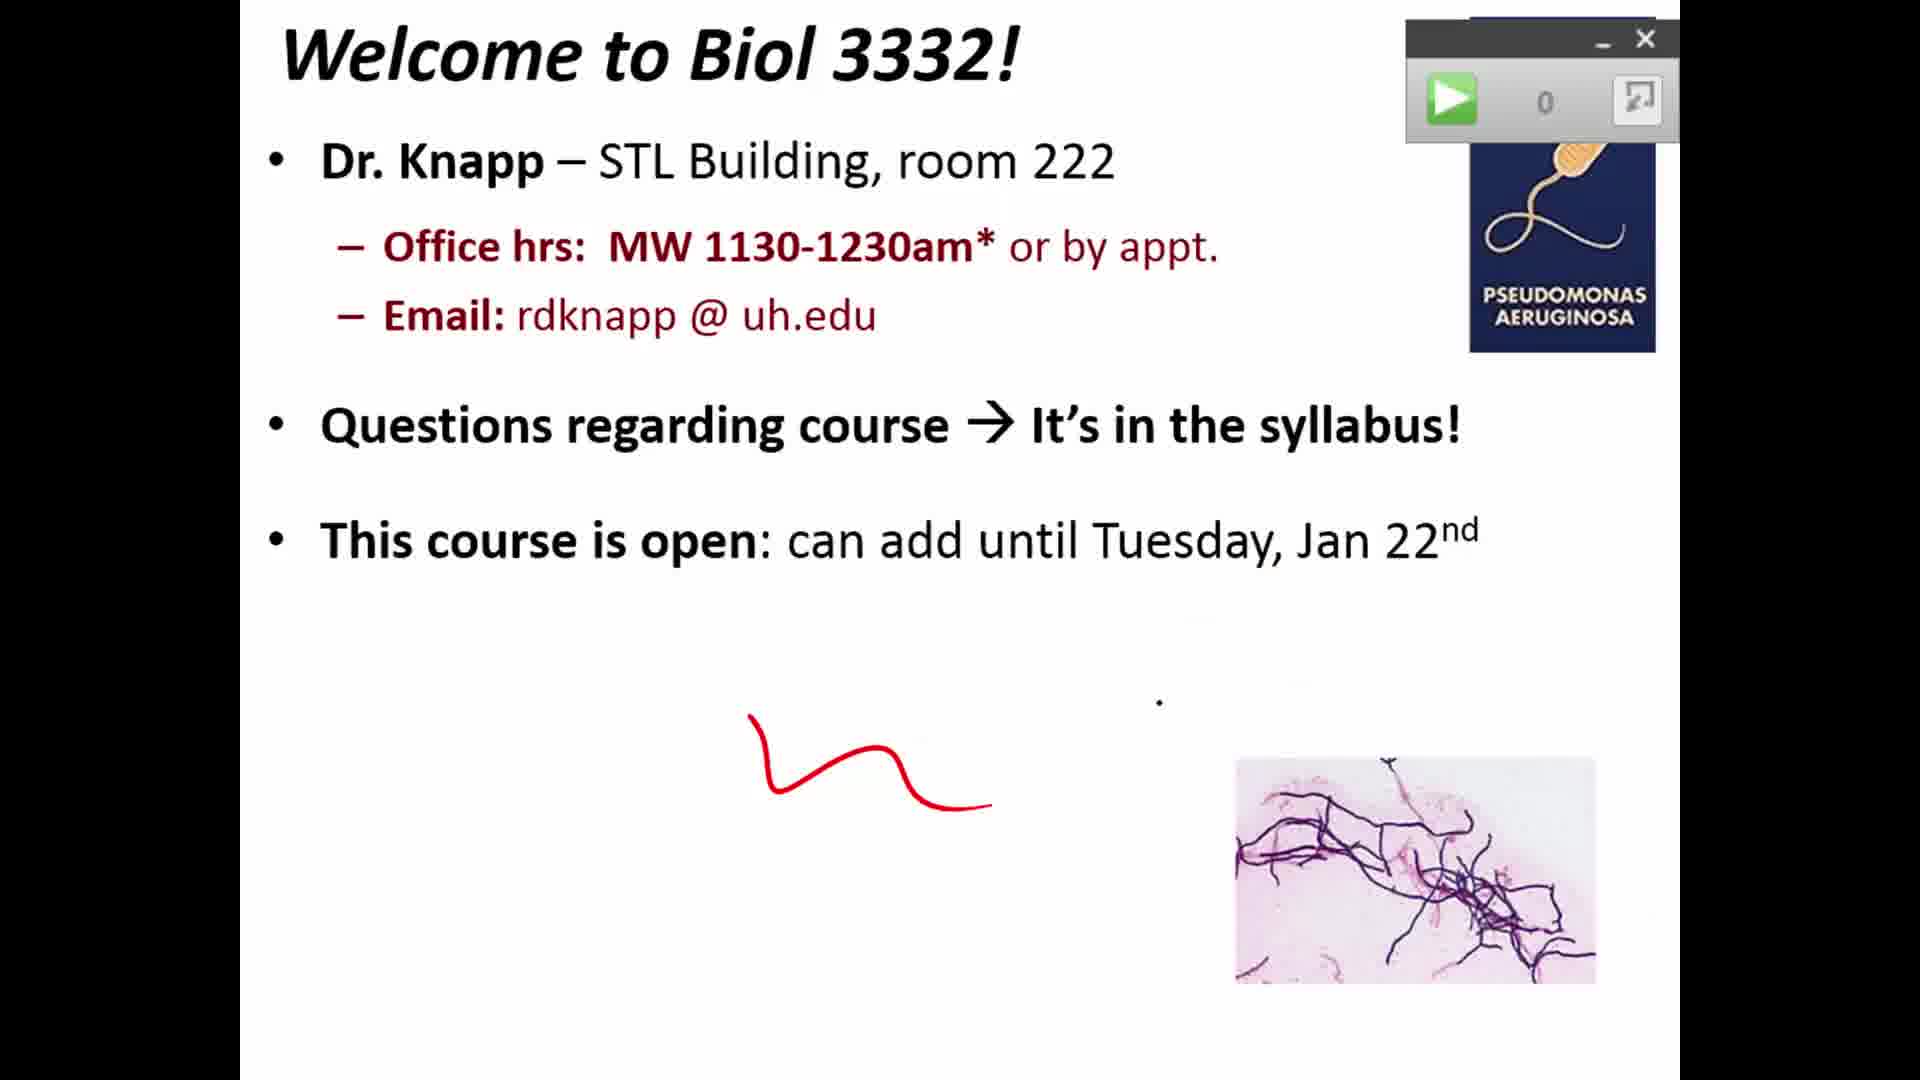 Welcome to Biol 3332!
0
• Dr. Knapp – STL Building, room 222
– Office hrs: MW 1130-1230am* or by appt.
– Email: rdknapp @ uh.edu
PSEUDOMONAS
AERUGINOSA
• Questions regarding course → It's in the syllabus!
• This course is open: can add until Tuesday, Jan 22nd